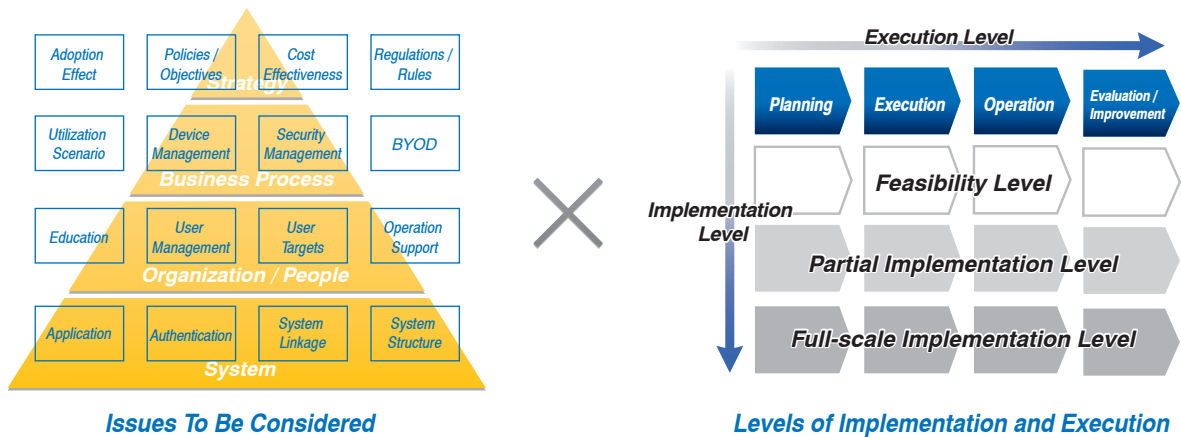 Adoption
Effect
Policies /
Objectives
Cost
Effectiveness
Regulations /
Rules
Strategy
Utilization
Scenario
Device
Management
Security
Management
BYOD
Business Process
Education
User
Management
User
Targets
Operation
Support
Organization / People
Application
Authentication
System
Linkage
System
Structure
System
Issues To Be Considered
Execution Level
Planning
Execution
Operation
Evaluation /
Improvement
Implementation
Level
Feasibility Level
Partial Implementation Level
Full-scale Implementation Level
Levels of Implementation and Execution